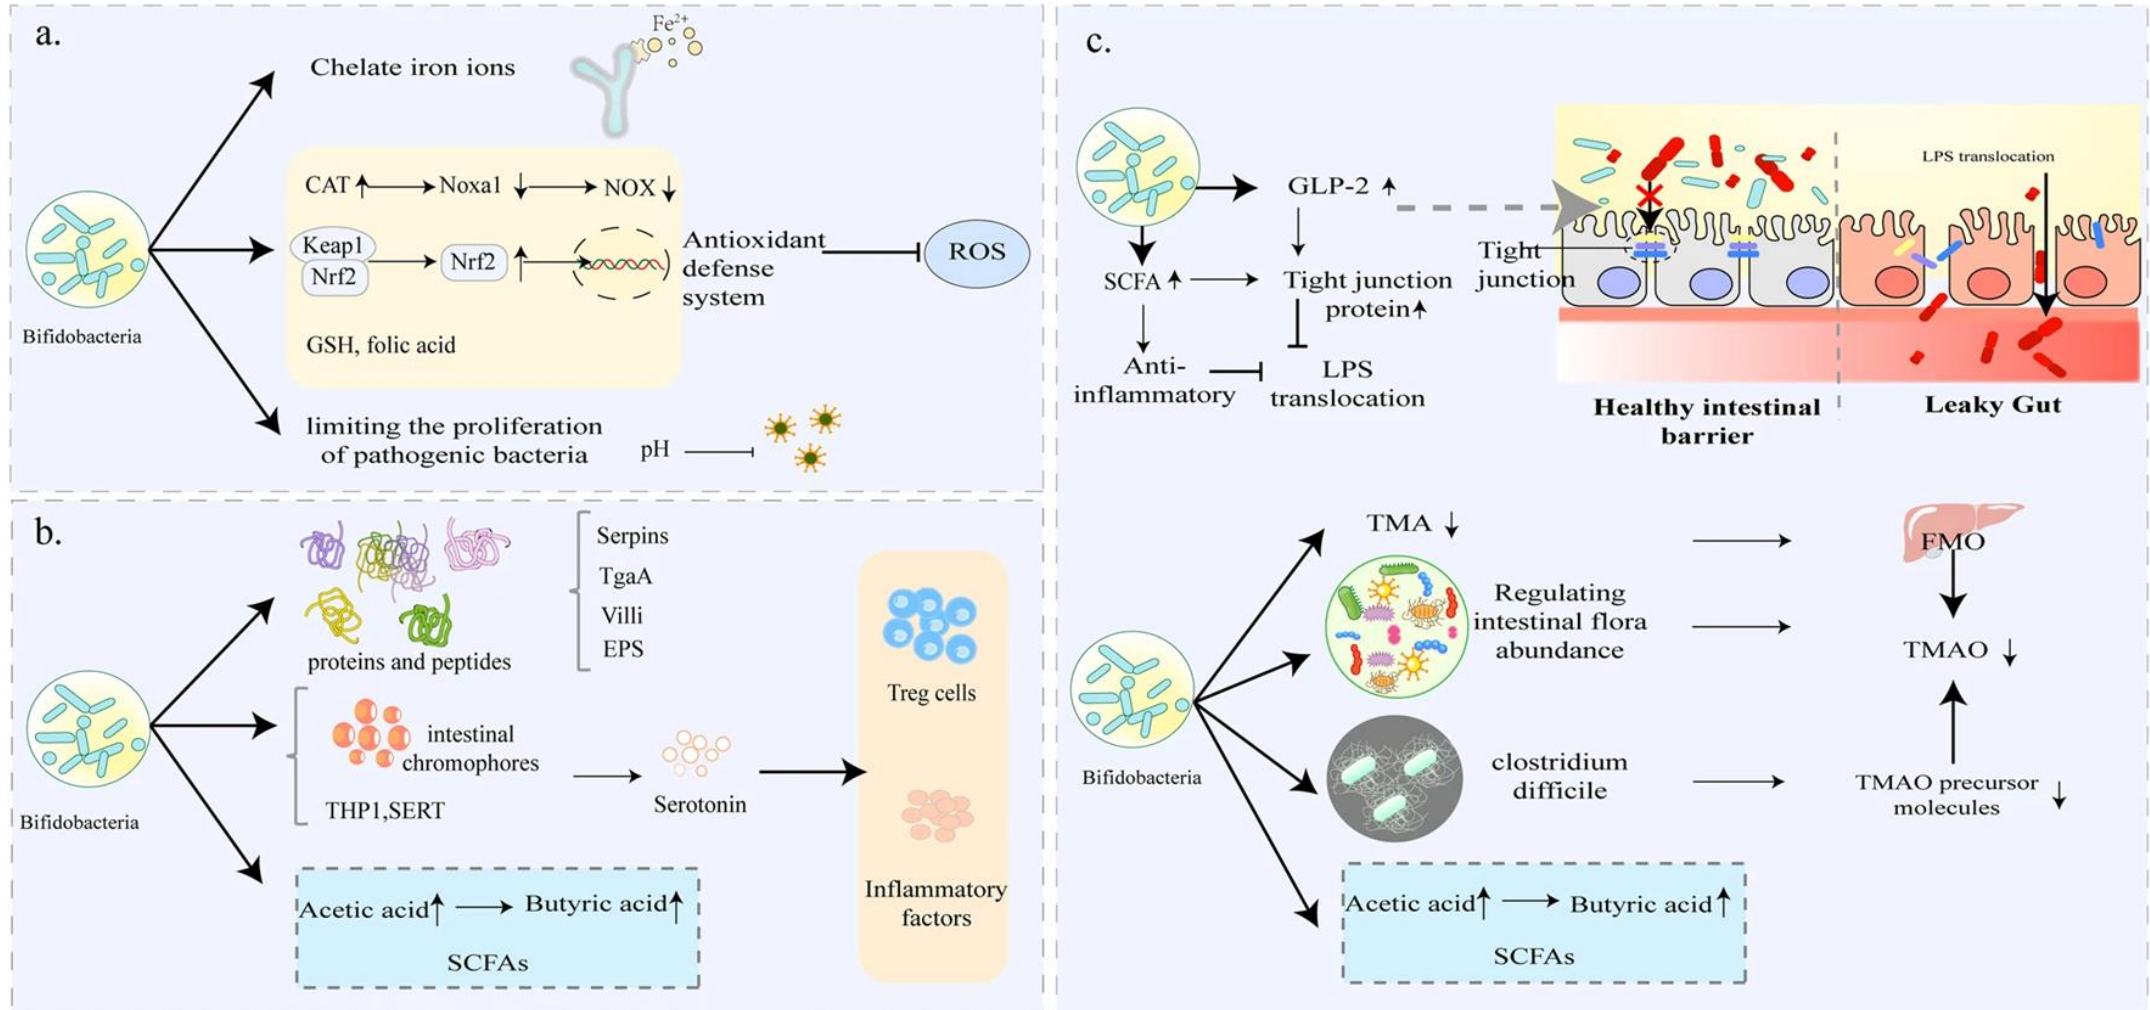 a.
Chelate iron ions
Fe²⁺
CAT↑→Noxa1↓→NOX↓
Keap1
Nrf2
Nrf2↑
Antioxidant
defense
system
ROS
GSH, folic acid
Bifidobacteria
limiting the proliferation
of pathogenic bacteria
pH
b.
Serpins
TgaA
Villi
EPS
proteins and peptides
intestinal
chromophores
THP1,SERT
Serotonin
Treg cells
Inflammatory
factors
Bifidobacteria
Acetic acid↑→Butyric acid↑
SCFAs
c.
GLP-2↑
SCFA↑
Tight junction
protein↑
Anti-
inflammatory
LPS
translocation
Tight
junction
LPS translocation
Healthy intestinal
barrier
Leaky Gut
TMA↓
FMO
Regulating
intestinal flora
abundance
TMAO↓
clostridium
difficile
TMAO precursor
molecules↓
Bifidobacteria
Acetic acid↑→Butyric acid↑
SCFAs